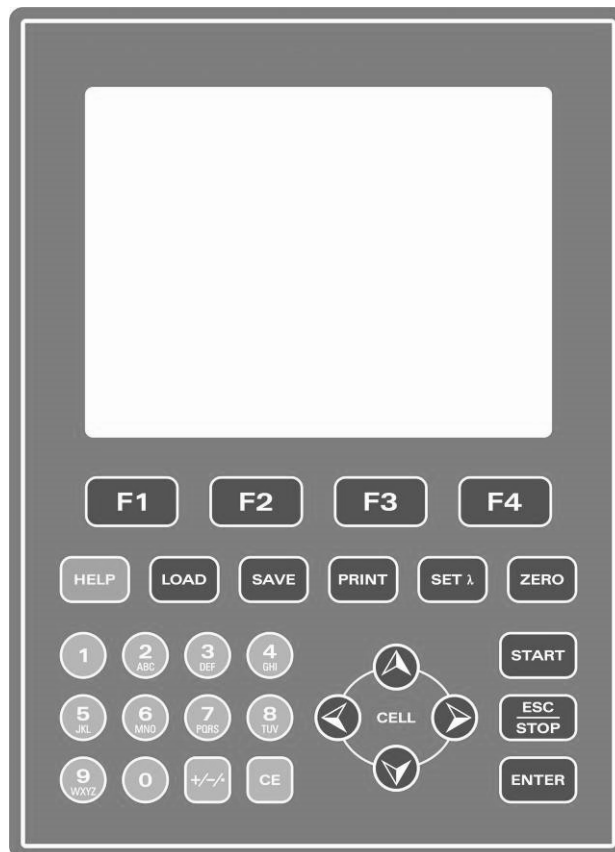 F1 F2 F3 F4
HELP LOAD SAVE PRINT SET λ ZERO
1 2 3 4 START
ABC DEF GHI
5 6 7 8 CELL ESC
JKL MNO PQRS TUV STOP
9 0 +/−/• CE ENTER
WXYZ